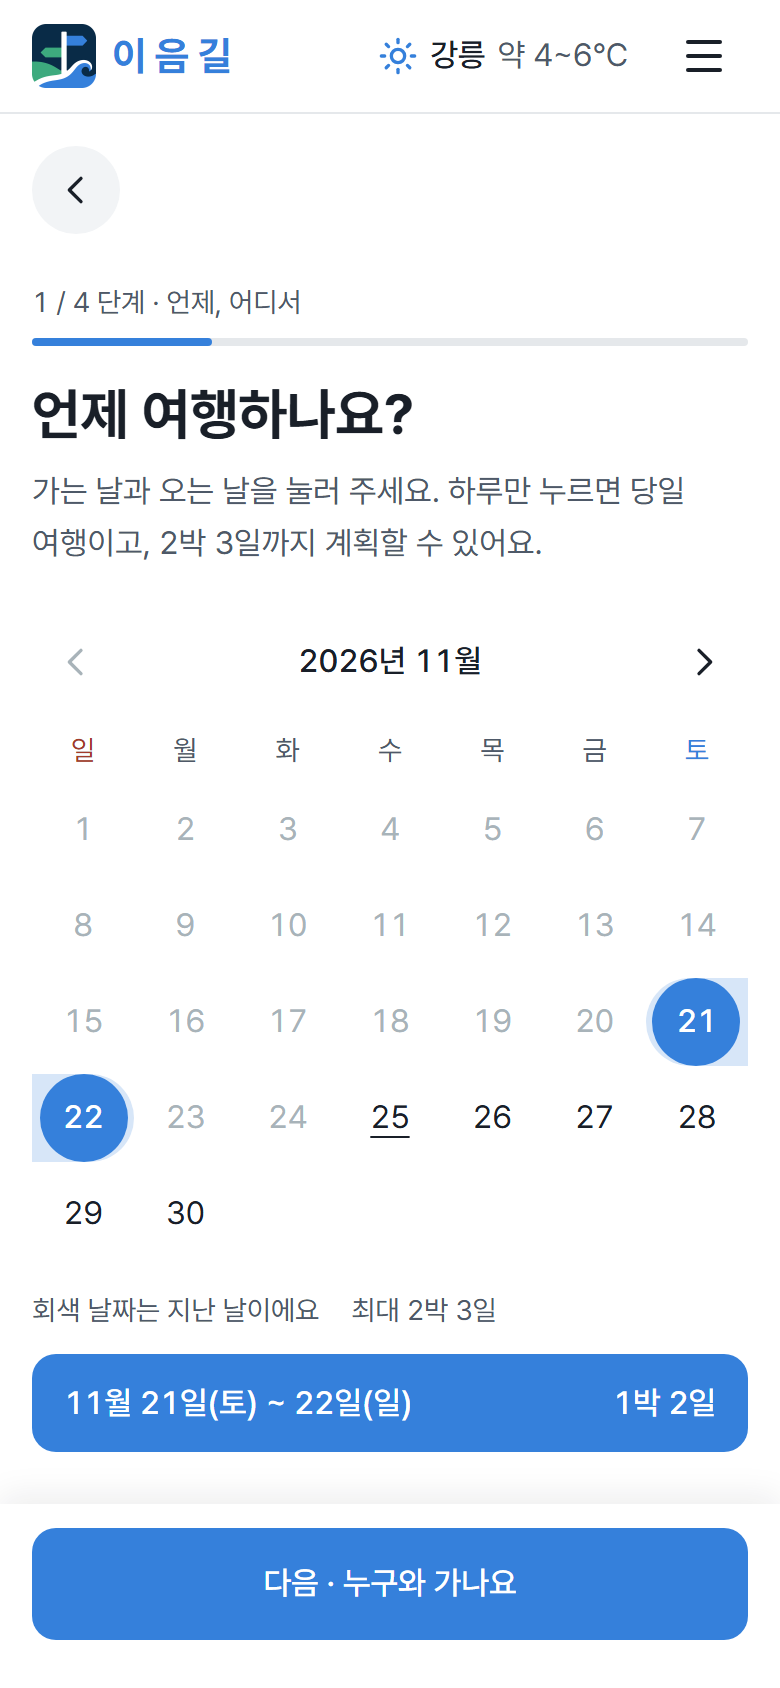 이음길
강릉 약 4~6°C
1 / 4 단계 · 언제, 어디서
언제 여행하나요?
가는 날과 오는 날을 눌러 주세요. 하루만 누르면 당일
여행이고, 2박 3일까지 계획할 수 있어요.
2026년 11월
일 월 화 수 목 금 토
1 2 3 4 5 6 7
8 9 10 11 12 13 14
15 16 17 18 19 20 21
22 23 24 25 26 27 28
29 30
회색 날짜는 지난 날이에요 최대 2박 3일
11월 21일(토) ~ 22일(일) 1박 2일
다음 · 누구와 가나요